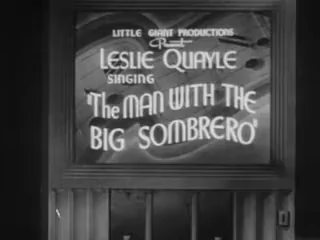 LITTLE GIANT PRODUCTIONS
Present
LESLIE QUAYLE
SINGING
'The MAN WITH THE
BIG SOMBRERO'